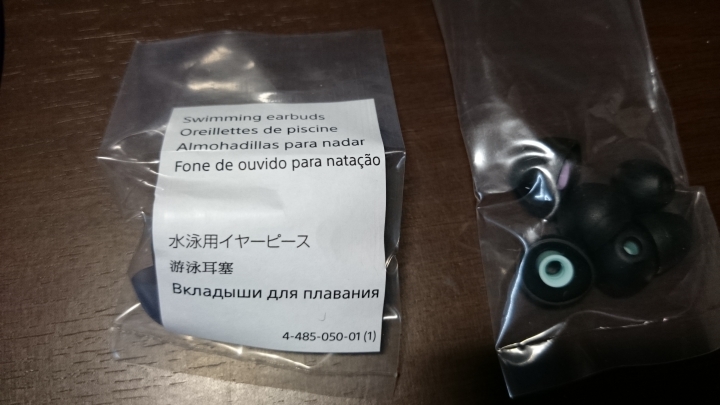 Swimming earbuds
Oreillettes de piscine
Almohadillas para nadar
Fone de ouvido para natação
水泳用イヤーピース
游泳耳塞
Вкладыши для плавания
4-485-050-01 (1)